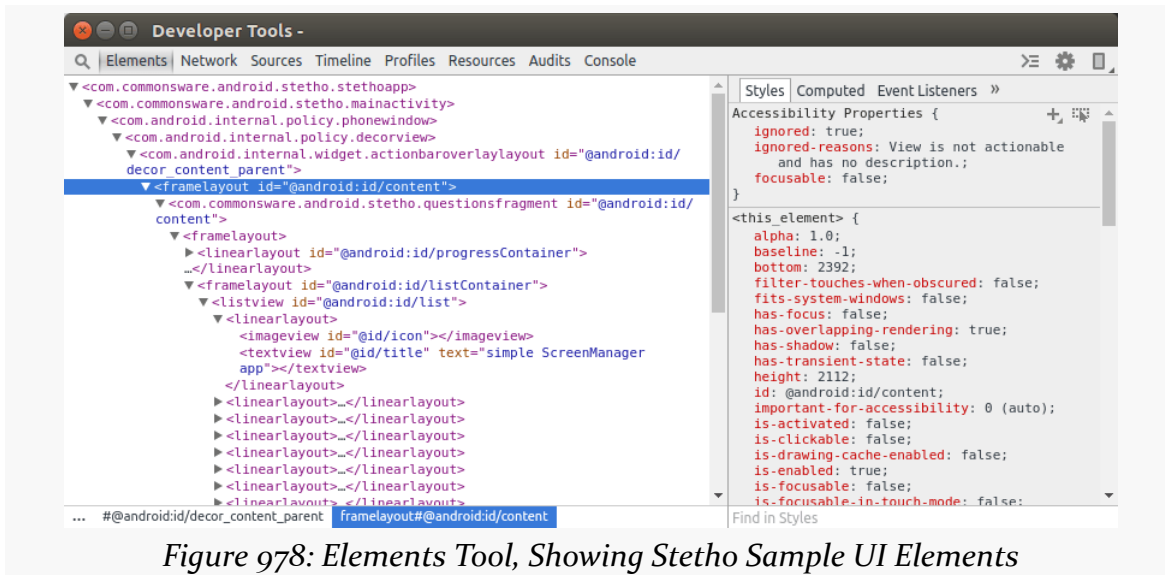 Developer Tools -
Elements Network Sources Timeline Profiles Resources Audits Console
▼<com.commonsware.android.stetho.stethoapp>
▼<com.commonsware.android.stetho.mainactivity>
▼<com.android.internal.policy.phonewindow>
▼<com.android.internal.policy.decorview>
▼<com.android.internal.widget.actionbaroverlaylayout id="@android:id/
decor_content_parent">
▼<framelayout id="@android:id/content">
▼<com.commonsware.android.stetho.questionsfragment id="@android:id/
content">
▼<framelayout>
▶<linearlayout id="@android:id/progressContainer">
…</linearlayout>
▼<framelayout id="@android:id/listContainer">
▼<listview id="@android:id/list">
▼<linearlayout>
<imageview id="@id/icon"></imageview>
<textview id="@id/title" text="simple ScreenManager
app"></textview>
</linearlayout>
▶<linearlayout>…</linearlayout>
▶<linearlayout>…</linearlayout>
▶<linearlayout>…</linearlayout>
▶<linearlayout>…</linearlayout>
▶<linearlayout>…</linearlayout>
▶<linearlayout>…</linearlayout>
▶<linearlayout>…</linearlayout>
... #@android:id/decor_content_parent framelayout#@android:id/content
Styles Computed Event Listeners »
Accessibility Properties {
ignored: true;
ignored-reasons: View is not actionable
and has no description.;
focusable: false;
}
<this_element> {
alpha: 1.0;
baseline: -1;
bottom: 2392;
filter-touches-when-obscured: false;
fits-system-windows: false;
has-focus: false;
has-overlapping-rendering: true;
has-shadow: false;
has-transient-state: false;
height: 2112;
id: @android:id/content;
important-for-accessibility: 0 (auto);
is-activated: false;
is-clickable: false;
is-drawing-cache-enabled: false;
is-enabled: true;
is-focusable: false;
is-focusable-in-touch-mode: false;
Find in Styles
Figure 978: Elements Tool, Showing Stetho Sample UI Elements